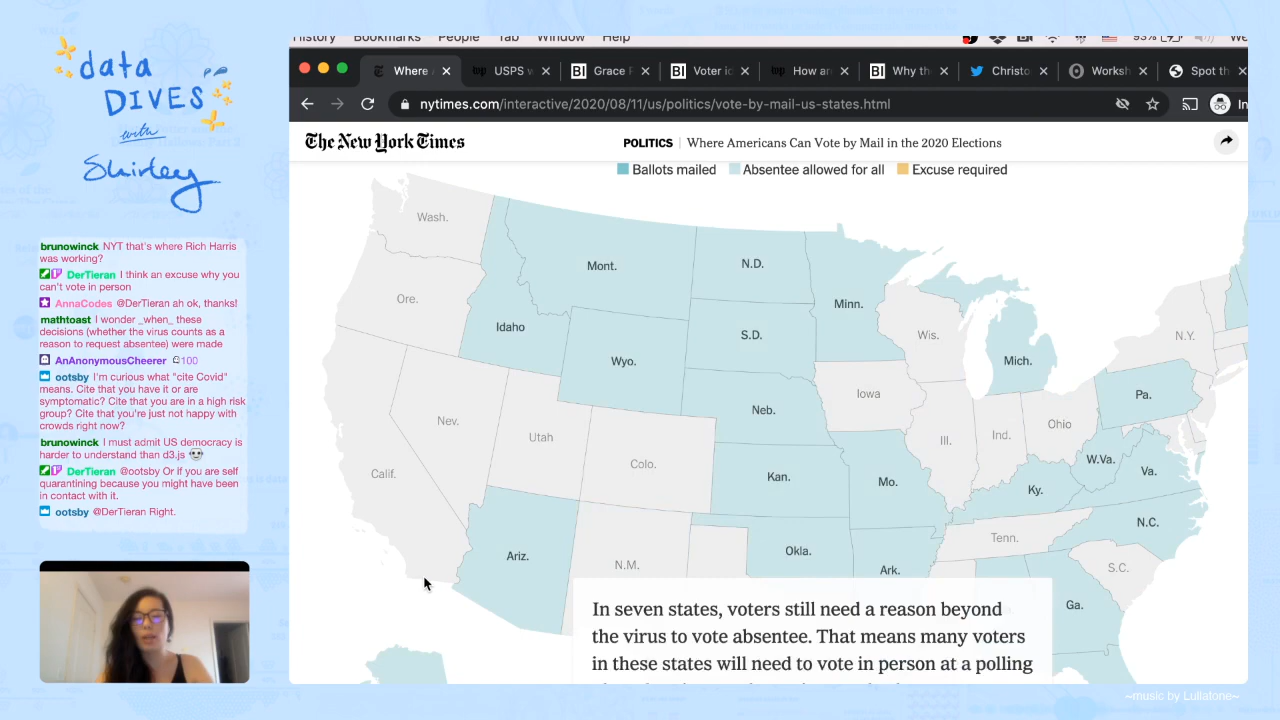 data
DIVES
with
Shirley
brunowinck NYT that's where Rich Harris
was working?
DerTieran I think an excuse why you
can't vote in person
AnnaCodes @DerTieran ah ok, thanks!
mathtoast I wonder _when_ these
decisions (whether the virus counts as a
reason to request absentee) were made
AnAnonymousCheerer 100
ootsby I'm curious what "cite Covid"
means. Cite that you have it or are
symptomatic? Cite that you are in a high risk
group? Cite that you're just not happy with
crowds right now?
brunowinck I must admit US democracy is
harder to understand than d3.js
DerTieran @ootsby Or if you are self
quarantining because you might have been
in contact with it.
ootsby @DerTieran Right.
History Bookmarks People Tab Window Help 93%
Where USPS w Grace F Voter ic How ar Why th Christo Worksh Spot th
nytimes.com/interactive/2020/08/11/us/politics/vote-by-mail-us-states.html In
The New York Times POLITICS | Where Americans Can Vote by Mail in the 2020 Elections
Ballots mailed Absentee allowed for all Excuse required
Wash.
Mont. N.D.
Ore. Minn.
Idaho S.D. Wis. N.Y.
Wyo. Mich.
Nev. Neb. Iowa Pa.
Utah Ill. Ind. Ohio
Calif. Colo. Kan. Mo. W.Va. Va.
Ky.
Ariz. N.M. Okla. Ark. Tenn. N.C.
S.C.
Ga.
In seven states, voters still need a reason beyond
the virus to vote absentee. That means many voters
in these states will need to vote in person at a polling
~music by Lullatone~